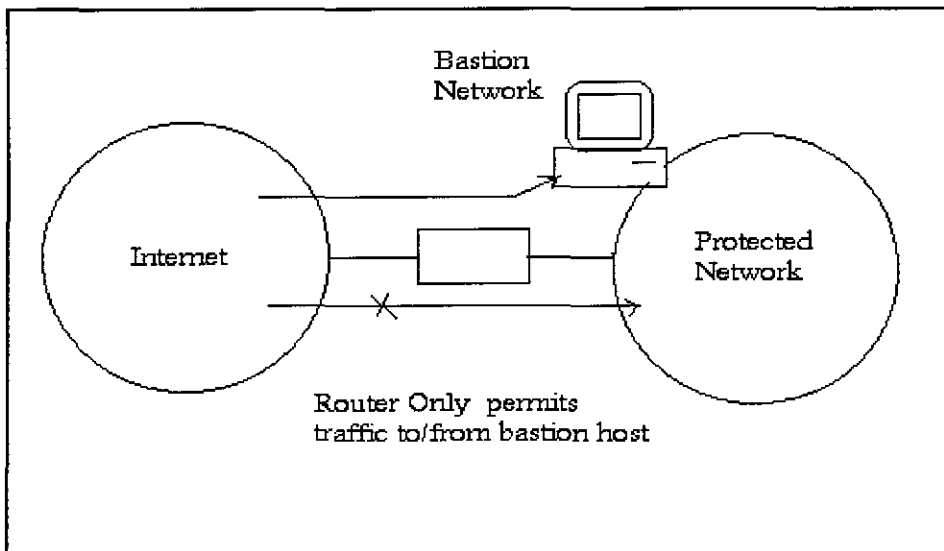 Bastion
Network
Internet
Protected
Network
Router Only permits
traffic to/from bastion host